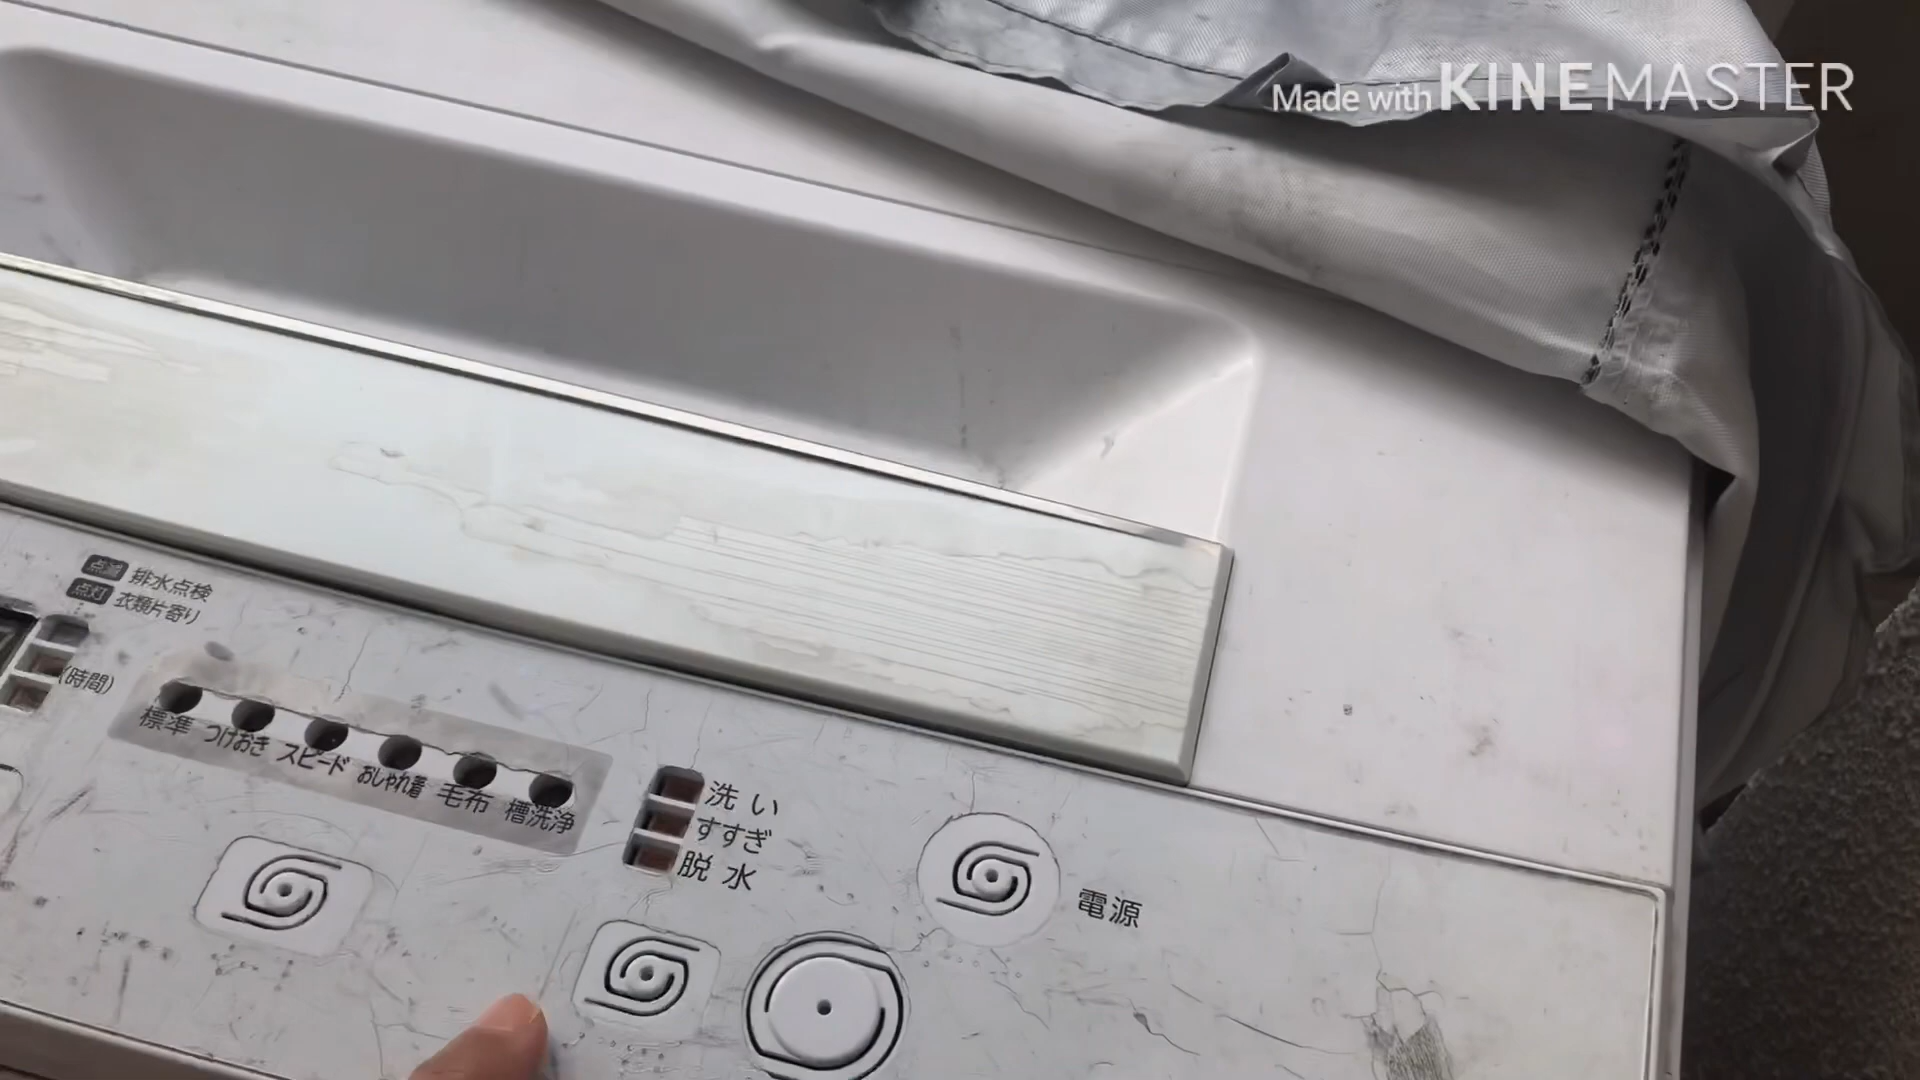 Made with KINEMASTER
点滅 排水点検
点灯 衣類片寄り
(時間)
標準 つけおき スピード おしゃれ着 毛布 槽洗浄
洗い
すすぎ
脱水
電源